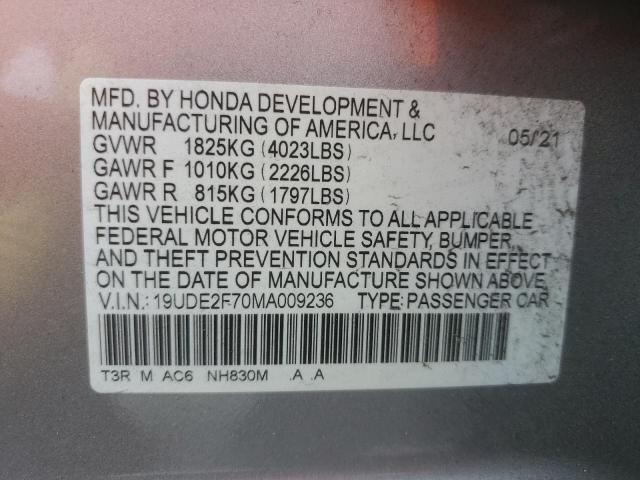 MFD. BY HONDA DEVELOPMENT &
MANUFACTURING OF AMERICA, LLC 05/21
GVWR 1825KG (4023LBS)
GAWR F 1010KG (2226LBS)
GAWR R 815KG (1797LBS)
THIS VEHICLE CONFORMS TO ALL APPLICABLE
FEDERAL MOTOR VEHICLE SAFETY, BUMPER,
AND THEFT PREVENTION STANDARDS IN EFFECT
ON THE DATE OF MANUFACTURE SHOWN ABOVE.
V.I.N.: 19UDE2F70MA009236 TYPE: PASSENGER CAR
T3R M AC6 NH830M .A .A